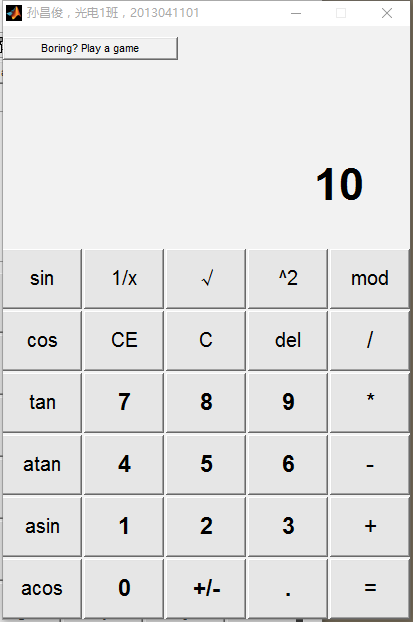 孙昌俊，光电1班，2013041101
Boring? Play a game
10
sin 1/x √ ^2 mod
cos CE C del /
tan 7 8 9 *
atan 4 5 6 -
asin 1 2 3 +
acos 0 +/- . =